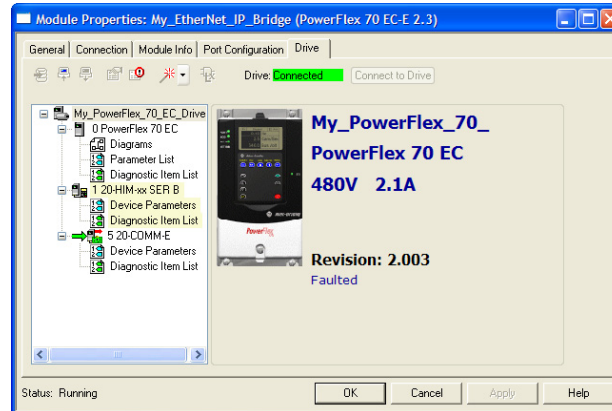 Module Properties: My_EtherNet_IP_Bridge (PowerFlex 70 EC-E 2.3)
General Connection Module Info Port Configuration Drive
Drive: Connected Connect to Drive
My_PowerFlex_70_EC_Drive
0 PowerFlex 70 EC
Diagrams
Parameter List
Diagnostic Item List
1 20-HIM-xx SER B
Device Parameters
Diagnostic Item List
5 20-COMM-E
Device Parameters
Diagnostic Item List
PowerFlex
My_PowerFlex_70_
PowerFlex 70 EC
480V 2.1A
Revision: 2.003
Faulted
Status: Running
OK Cancel Apply Help